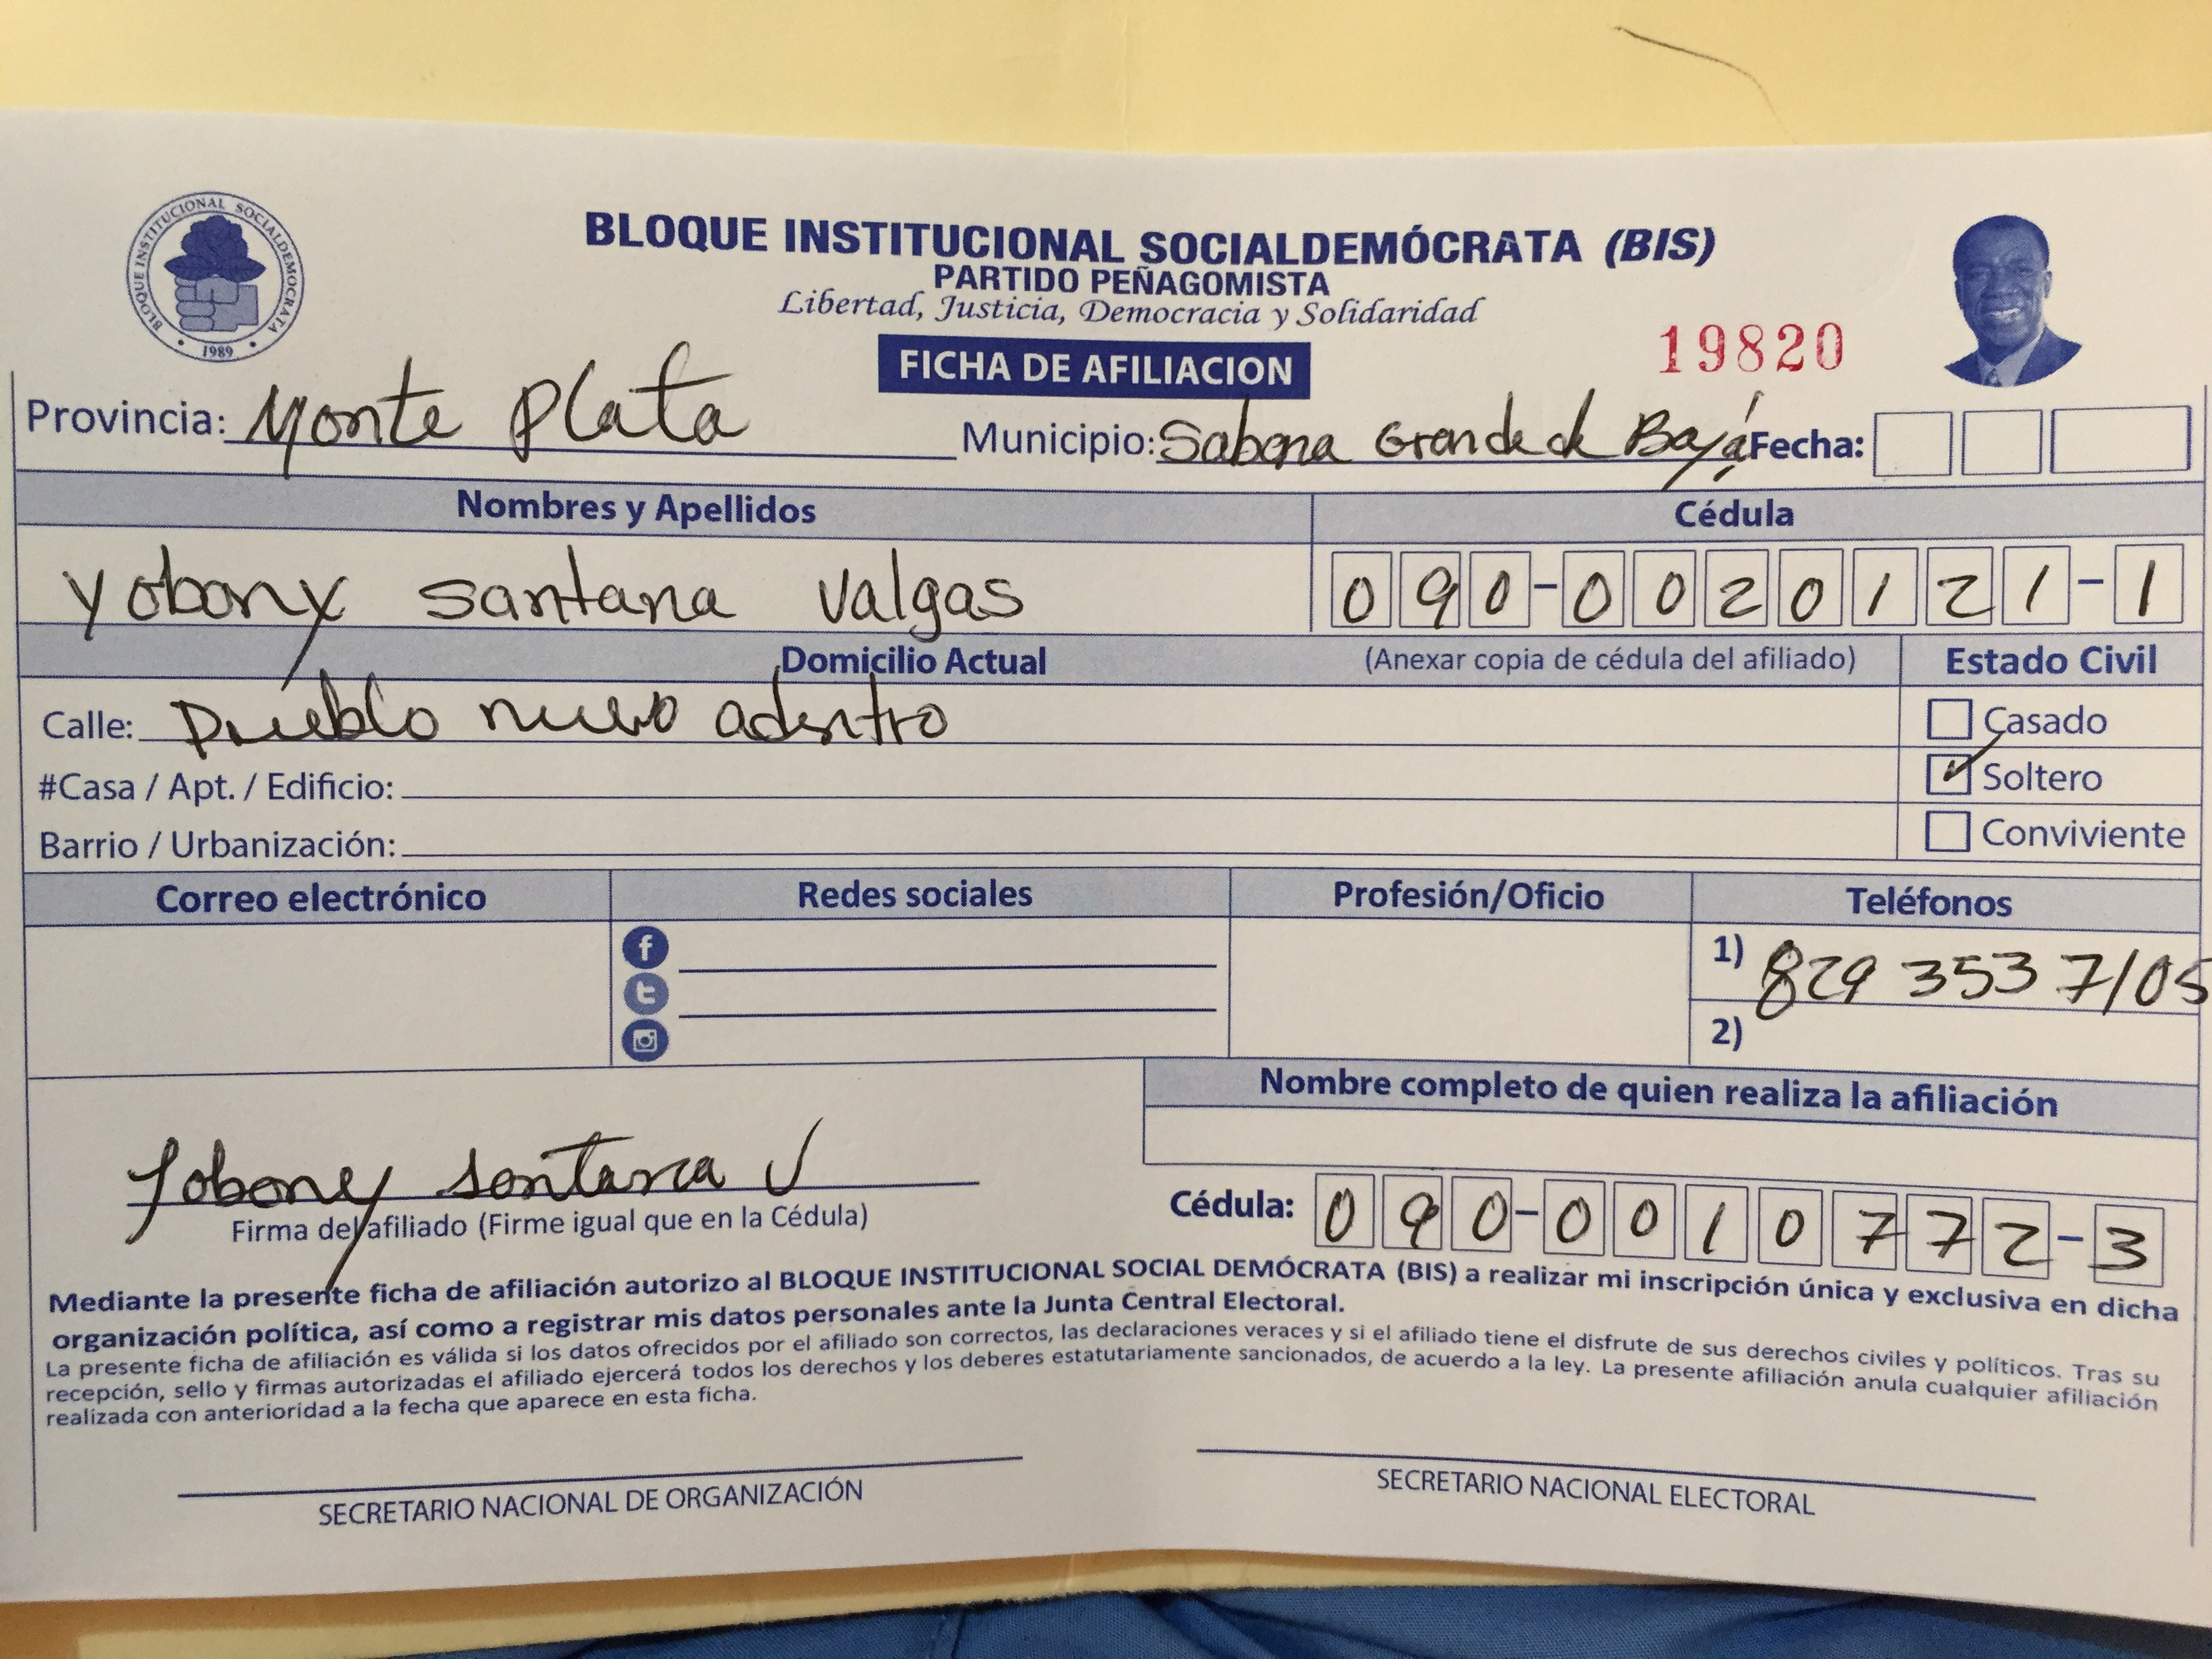 BLOQUE INSTITUCIONAL SOCIALDEMOCRATA
1989
BLOQUE INSTITUCIONAL SOCIALDEMÓCRATA (BIS)
PARTIDO PEÑAGOMISTA
Libertad, Justicia, Democracia y Solidaridad
FICHA DE AFILIACION
19820
Provincia: Monte Plata Municipio: Sabana Grande de Bayá Fecha:
Nombres y Apellidos Cédula
Yobony santana Valgas 090-0020121-1
Domicilio Actual (Anexar copia de cédula del afiliado) Estado Civil
Calle: Pueblo nuevo adentro Casado
#Casa / Apt. / Edificio: Soltero
Barrio / Urbanización: Conviviente
Correo electrónico Redes sociales Profesión/Oficio Teléfonos
1) 829 353 7105
2)
Nombre completo de quien realiza la afiliación
Yobony santana V
Firma del afiliado (Firme igual que en la Cédula)
Cédula: 090-0010772-3
Mediante la presente ficha de afiliación autorizo al BLOQUE INSTITUCIONAL SOCIAL DEMÓCRATA (BIS) a realizar mi inscripción única y exclusiva en dicha
organización política, así como a registrar mis datos personales ante la Junta Central Electoral.
La presente ficha de afiliación es válida si los datos ofrecidos por el afiliado son correctos, las declaraciones veraces y si el afiliado tiene el disfrute de sus derechos civiles y políticos. Tras su
recepción, sello y firmas autorizadas el afiliado ejercerá todos los derechos y los deberes estatutariamente sancionados, de acuerdo a la ley. La presente afiliación anula cualquier afiliación
realizada con anterioridad a la fecha que aparece en esta ficha.
SECRETARIO NACIONAL DE ORGANIZACIÓN
SECRETARIO NACIONAL ELECTORAL